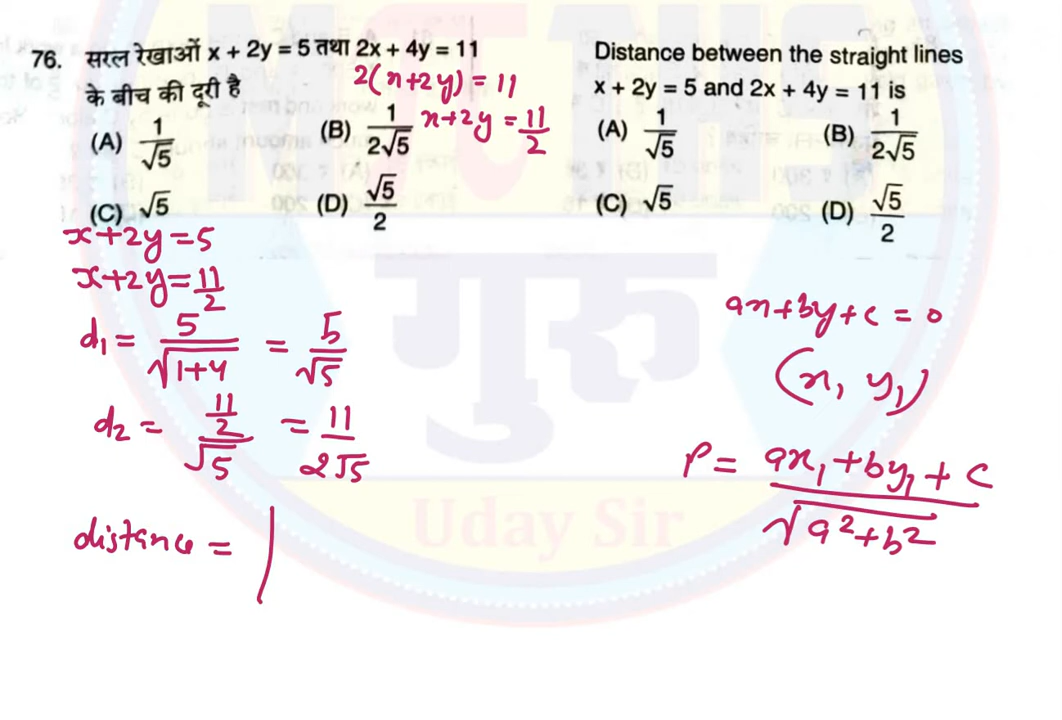 76. सरल रेखाओं x + 2y = 5 तथा 2x + 4y = 11
के बीच की दूरी है
2(x+2y) = 11
x+2y = 11/2
(A) 1/√5 (B) 1/2√5
(C) √5 (D) √5/2
Distance between the straight lines
x + 2y = 5 and 2x + 4y = 11 is
(A) 1/√5 (B) 1/2√5
(C) √5 (D) √5/2
x+2y = 5
x+2y = 11/2
d₁ = 5/√1+4 = 5/√5
d₂ = 11/2/√5 = 11/2√5
distance = |
ax+by+c = 0
(x, y₁)
P = ax₁+by₁+c/√a²+b²
गुरु
Uday Sir